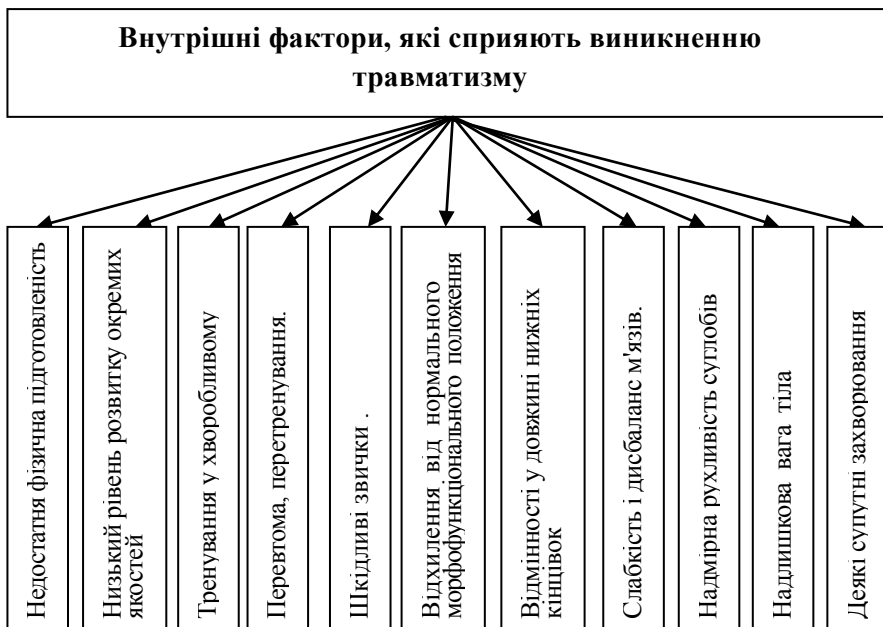 Внутрішні фактори, які сприяють виникненню
травматизму
Недостатня фізична підготовленість
Низький рівень розвитку окремих
якостей
Тренування у хворобливому
Перевтома, перетренування.
Шкідливі звички .
Відхилення від нормального
морфофункціонального положення
Відмінності у довжині нижніх
кінцівок
Слабкість і дисбаланс м'язів.
Надмірна рухливість суглобів
Надлишкова вага тіла
Деякі супутні захворювання